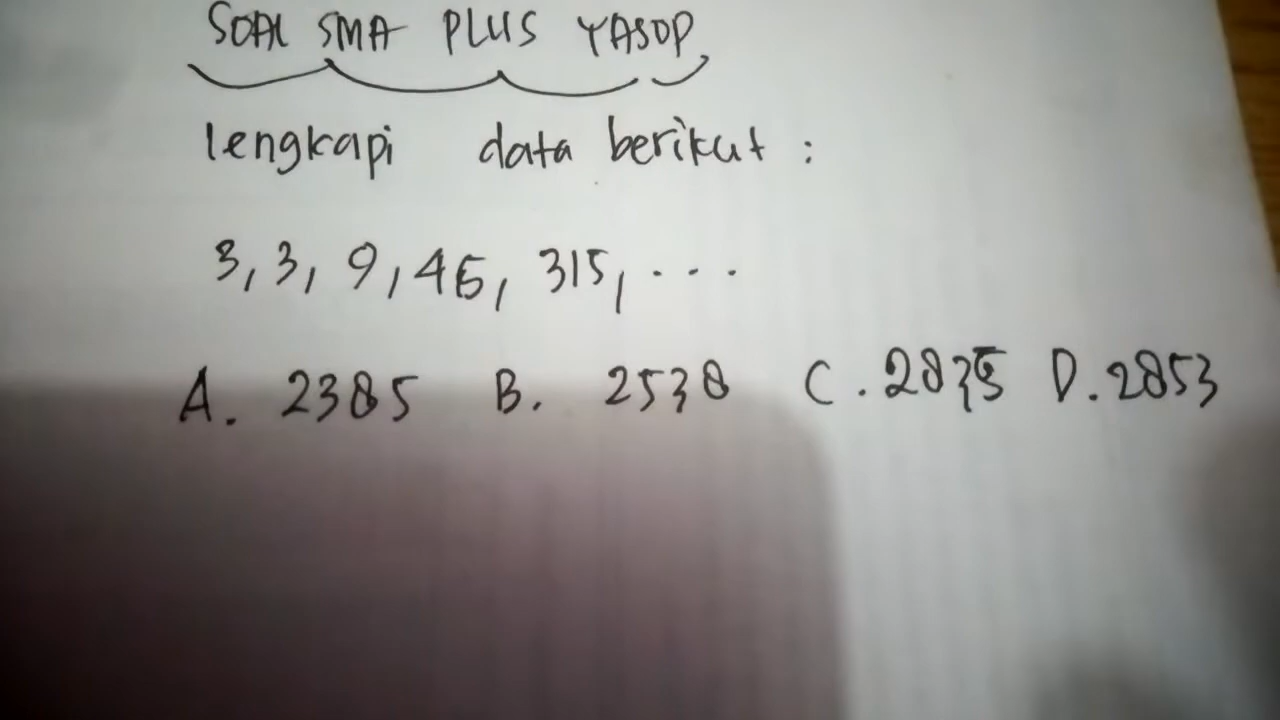 SOAL SMA PLUS YASOP
lengkapi data berikut :
3, 3, 9, 45, 315, ...
A. 2385 B. 2538 C. 2835 D. 2853